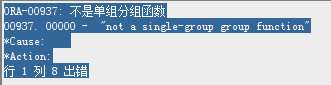 ORA-00937: 不是单组分组函数
00937. 00000 -  "not a single-group group function"
*Cause:
*Action:
行 1 列 8 出错